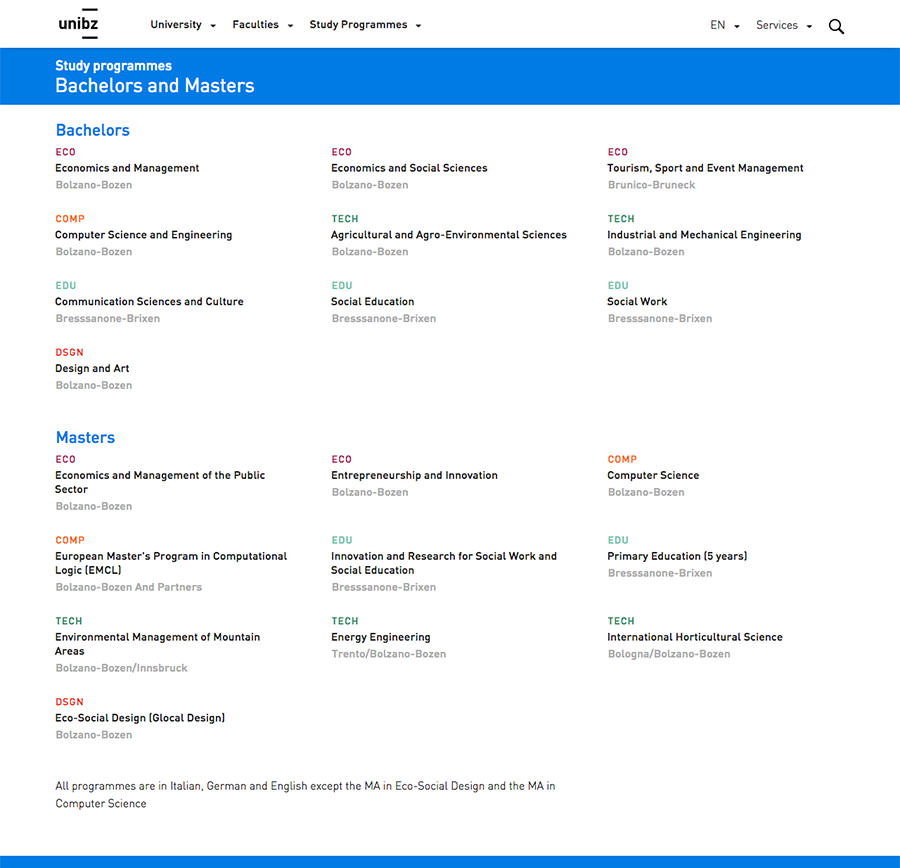 unibz
University
Faculties
Study Programmes
EN
Services
Study programmes
Bachelors and Masters
Bachelors
ECO
Economics and Management
Bolzano-Bozen
ECO
Economics and Social Sciences
Bolzano-Bozen
ECO
Tourism, Sport and Event Management
Brunico-Bruneck
COMP
Computer Science and Engineering
Bolzano-Bozen
TECH
Agricultural and Agro-Environmental Sciences
Bolzano-Bozen
TECH
Industrial and Mechanical Engineering
Bolzano-Bozen
EDU
Communication Sciences and Culture
Bresssanone-Brixen
EDU
Social Education
Bresssanone-Brixen
EDU
Social Work
Bresssanone-Brixen
DSGN
Design and Art
Bolzano-Bozen
Masters
ECO
Economics and Management of the Public
Sector
Bolzano-Bozen
ECO
Entrepreneurship and Innovation
Bolzano-Bozen
COMP
Computer Science
Bolzano-Bozen
COMP
European Master's Program in Computational
Logic (EMCL)
Bolzano-Bozen And Partners
EDU
Innovation and Research for Social Work and
Social Education
Bresssanone-Brixen
EDU
Primary Education (5 years)
Bresssanone-Brixen
TECH
Environmental Management of Mountain
Areas
Bolzano-Bozen/Innsbruck
TECH
Energy Engineering
Trento/Bolzano-Bozen
TECH
International Horticultural Science
Bologna/Bolzano-Bozen
DSGN
Eco-Social Design (Glocal Design)
Bolzano-Bozen
All programmes are in Italian, German and English except the MA in Eco-Social Design and the MA in
Computer Science